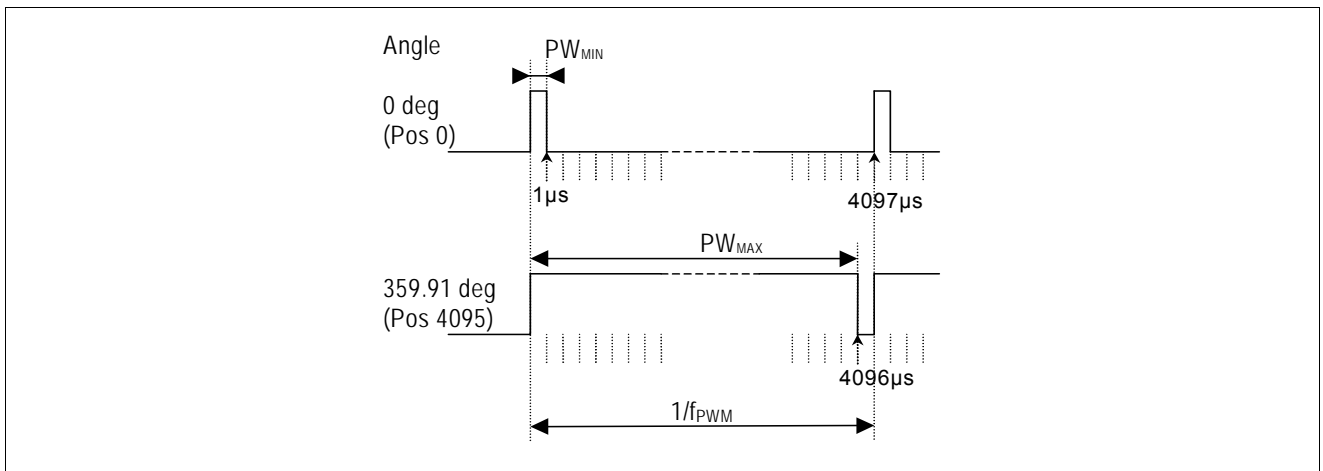 Angle
PWMIN
0 deg
(Pos 0)
1µs
4097µs
PWMAX
359.91 deg
(Pos 4095)
4096µs
1/fPWM